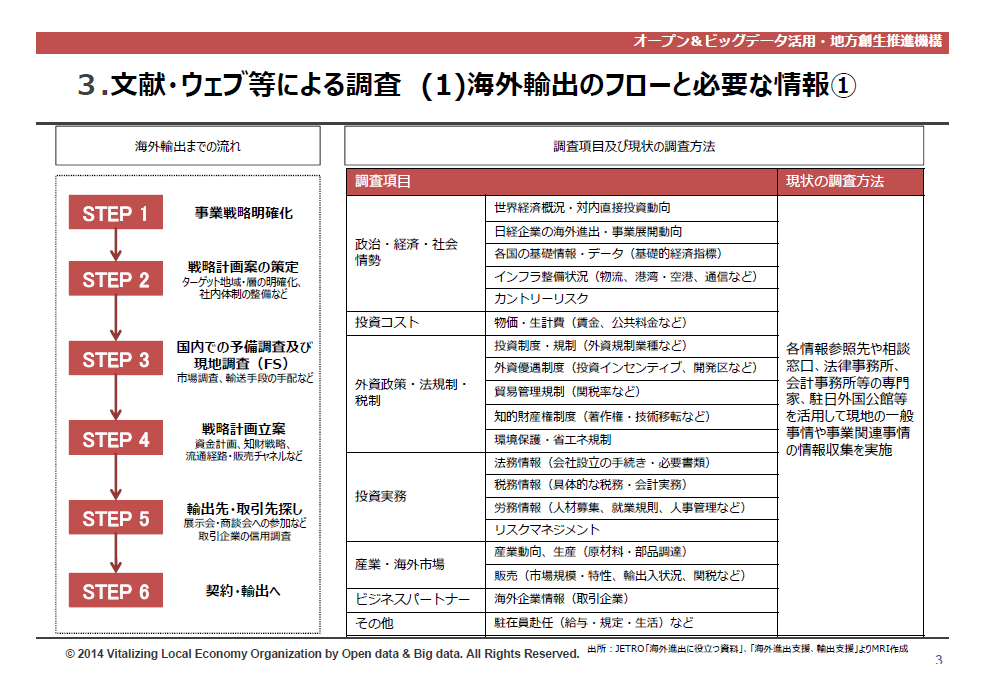 オープン＆ビッグデータ活用・地方創生推進機構
３.文献・ウェブ等による調査 (1)海外輸出のフローと必要な情報①
海外輸出までの流れ
STEP 1
事業戦略明確化
STEP 2
戦略計画案の策定
ターゲット地域・層の明確化、
社内体制の整備など
STEP 3
国内での予備調査及び
現地調査（FS）
市場調査、輸送手段の手配など
STEP 4
戦略計画立案
資金計画、知財戦略、
流通経路・販売チャネルなど
STEP 5
輸出先・取引先探し
展示会・商談会への参加など
取引企業の信用調査
STEP 6
契約・輸出へ
調査項目及び現状の調査方法
調査項目
現状の調査方法
政治・経済・社会
情勢
世界経済概況・対内直接投資動向
日経企業の海外進出・事業展開動向
各国の基礎情報・データ（基礎的経済指標）
インフラ整備状況（物流、港湾・空港、通信など）
カントリーリスク
投資コスト
物価・生計費（賃金、公共料金など）
外資政策・法規制・
税制
投資制度・規制（外資規制業種など）
外資優遇制度（投資インセンティブ、開発区など）
貿易管理規制（関税率など）
知的財産権制度（著作権・技術移転など）
環境保護・省エネ規制
投資実務
法務情報（会社設立の手続き・必要書類）
税務情報（具体的な税務・会計実務）
労務情報（人材募集、就業規則、人事管理など）
リスクマネジメント
産業・海外市場
産業動向、生産（原材料・部品調達）
販売（市場規模・特性、輸出入状況、関税など）
ビジネスパートナー
海外企業情報（取引企業）
その他
駐在員赴任（給与・規定・生活）など
各情報参照先や相談
窓口、法律事務所、
会計事務所等の専門
家、駐日外国公館等
を活用して現地の一般
事情や事業関連事情
の情報収集を実施
© 2014 Vitalizing Local Economy Organization by Open data & Big data. All Rights Reserved.
出所：JETRO「海外進出に役立つ資料」、「海外進出支援、輸出支援」よりMRI作成
3